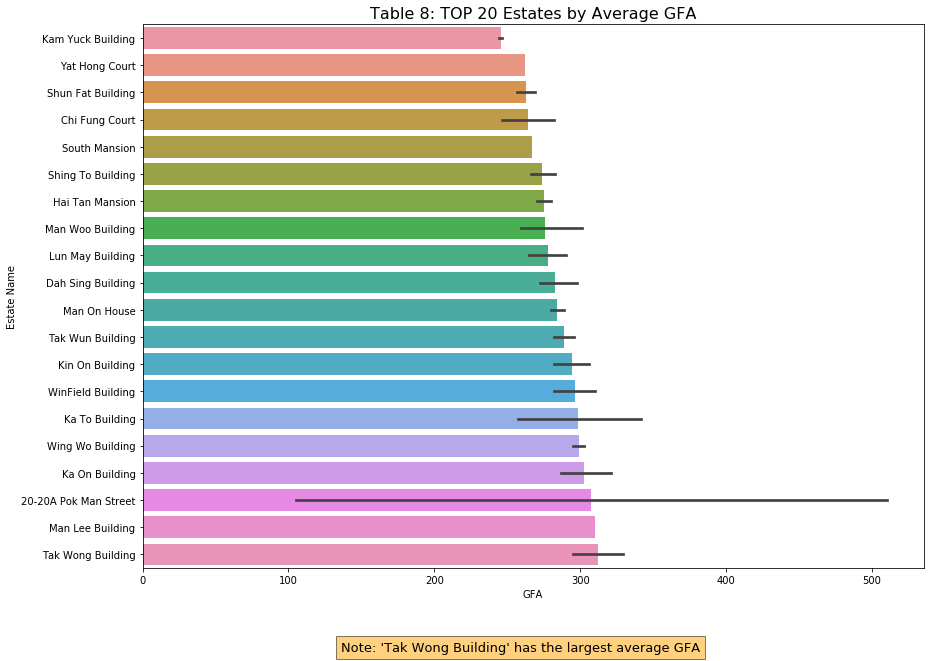 Table 8: TOP 20 Estates by Average GFA
Estate Name
Kam Yuck Building
Yat Hong Court
Shun Fat Building
Chi Fung Court
South Mansion
Shing To Building
Hai Tan Mansion
Man Woo Building
Lun May Building
Dah Sing Building
Man On House
Tak Wun Building
Kin On Building
WinField Building
Ka To Building
Wing Wo Building
Ka On Building
20-20A Pok Man Street
Man Lee Building
Tak Wong Building
0 100 200 300 400 500
GFA
Note: 'Tak Wong Building' has the largest average GFA